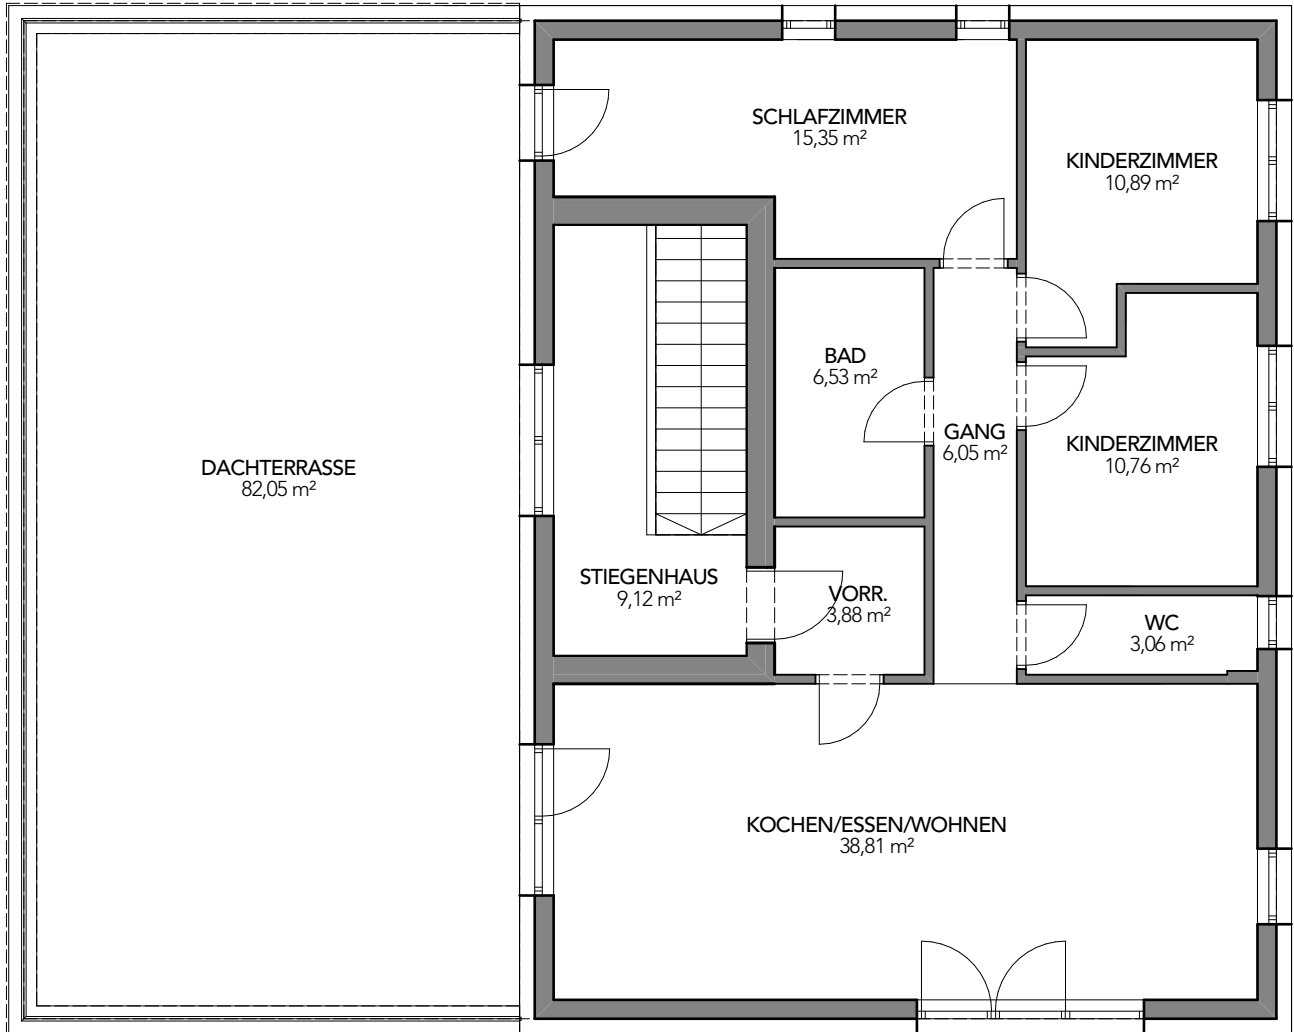 SCHLAFZIMMER
15,35 m²
KINDERZIMMER
10,89 m²
BAD
6,53 m²
GANG
6,05 m²
KINDERZIMMER
10,76 m²
DACHTERRASSE
82,05 m²
STIEGENHAUS
9,12 m²
VORR.
3,88 m²
WC
3,06 m²
KOCHEN/ESSEN/WOHNEN
38,81 m²